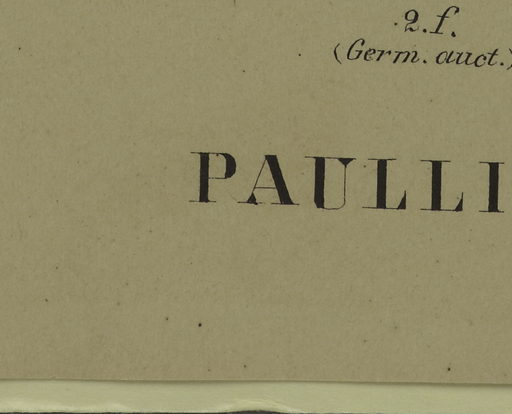 2.f.
(Germ. auct.)
PAULLI